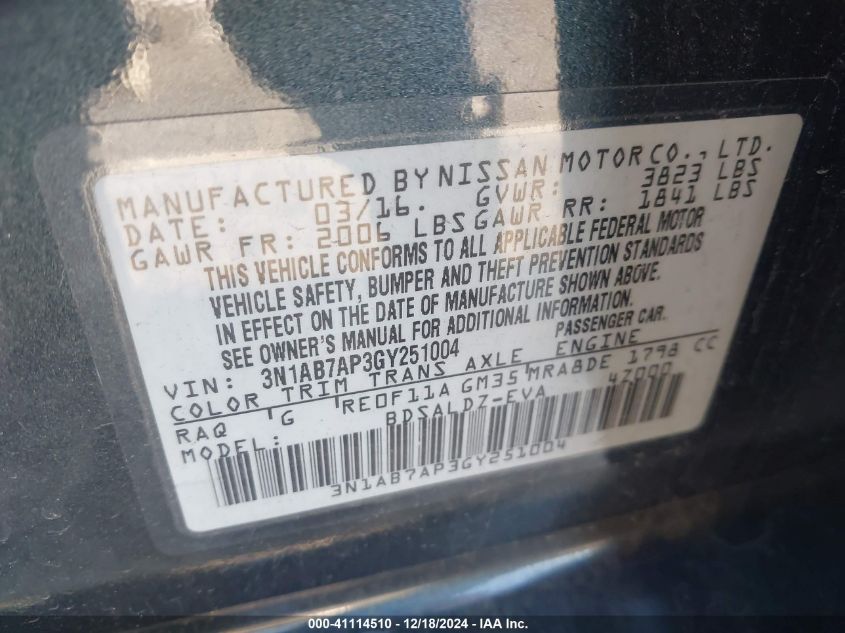 MANUFACTURED BY NISSAN MOTOR CO., LTD.
DATE: 03/16. GVWR: 3823 LBS
GAWR FR: 2006 LBS GAWR RR: 1841 LBS
THIS VEHICLE CONFORMS TO ALL APPLICABLE FEDERAL MOTOR
VEHICLE SAFETY, BUMPER AND THEFT PREVENTION STANDARDS
IN EFFECT ON THE DATE OF MANUFACTURE SHOWN ABOVE.
SEE OWNER'S MANUAL FOR ADDITIONAL INFORMATION.
VIN: 3N1AB7AP3GY251004 PASSENGER CAR.
COLOR TRIM TRANS AXLE ENGINE
RAQ G RE0F11A GM35 MRA8DE 1798 CC
MODEL: BDSALDZ-EVA 47000
3N1AB7AP3GY251004
000-41114510 - 12/18/2024 - IAA Inc.